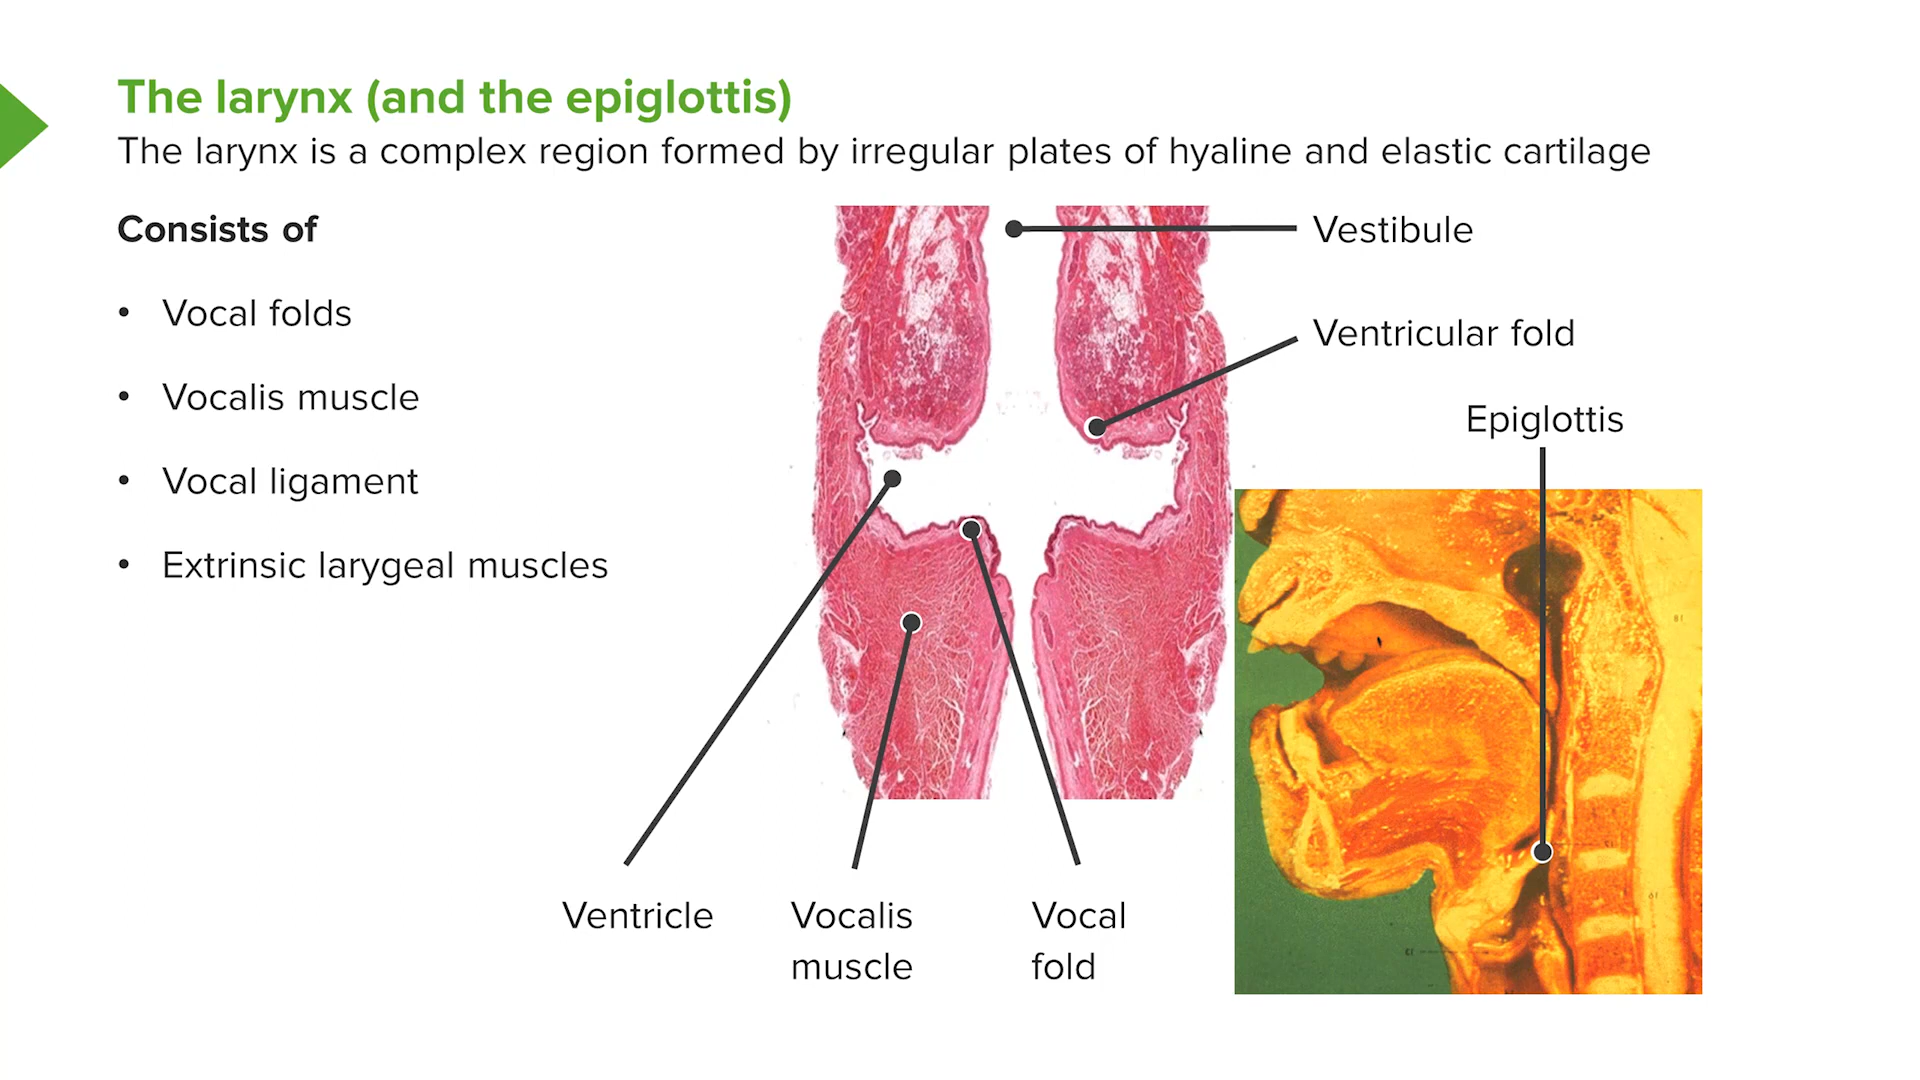 The larynx (and the epiglottis)
The larynx is a complex region formed by irregular plates of hyaline and elastic cartilage
Consists of
• Vocal folds
• Vocalis muscle
• Vocal ligament
• Extrinsic larygeal muscles
Vestibule
Ventricular fold
Epiglottis
Ventricle
Vocalis
muscle
Vocal
fold